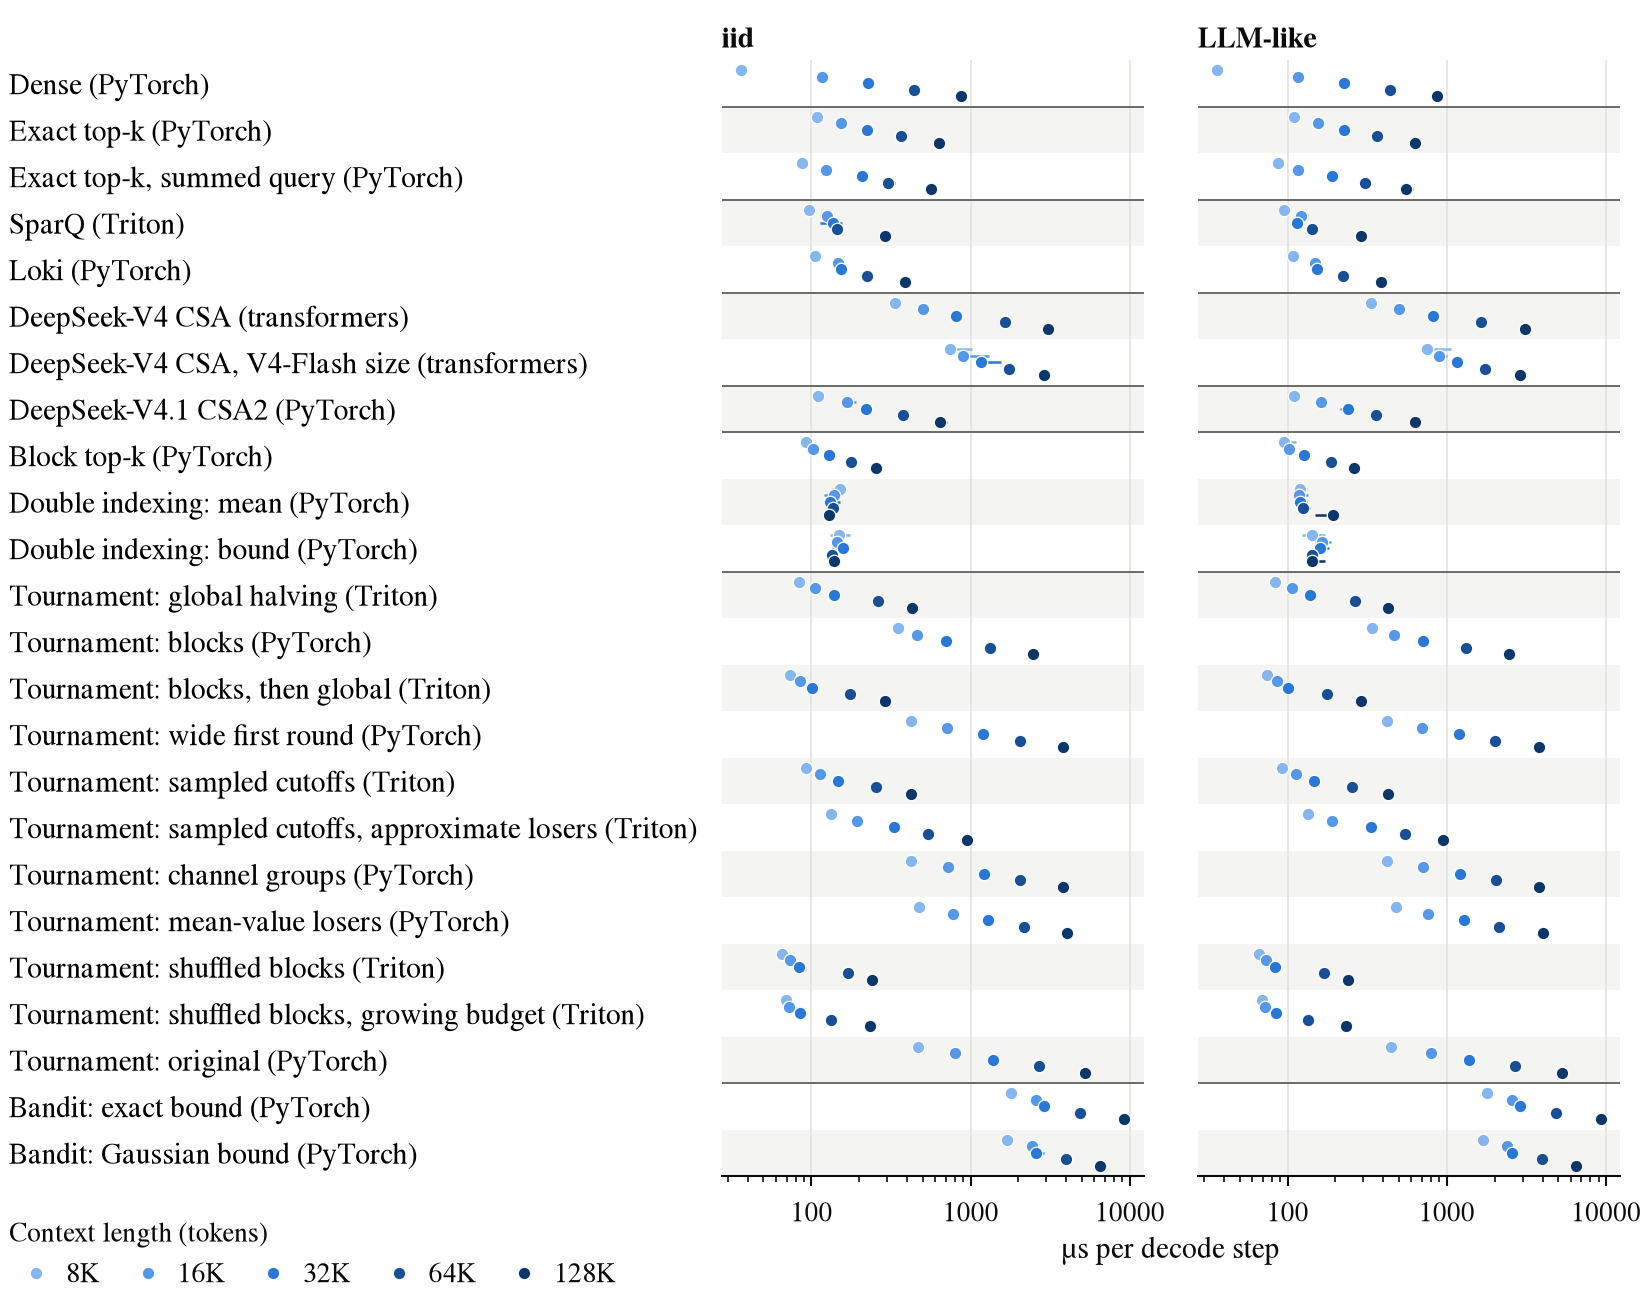 iid
LLM-like
Dense (PyTorch)
Exact top-k (PyTorch)
Exact top-k, summed query (PyTorch)
SparQ (Triton)
Loki (PyTorch)
DeepSeek-V4 CSA (transformers)
DeepSeek-V4 CSA, V4-Flash size (transformers)
DeepSeek-V4.1 CSA2 (PyTorch)
Block top-k (PyTorch)
Double indexing: mean (PyTorch)
Double indexing: bound (PyTorch)
Tournament: global halving (Triton)
Tournament: blocks (PyTorch)
Tournament: blocks, then global (Triton)
Tournament: wide first round (PyTorch)
Tournament: sampled cutoffs (Triton)
Tournament: sampled cutoffs, approximate losers (Triton)
Tournament: channel groups (PyTorch)
Tournament: mean-value losers (PyTorch)
Tournament: shuffled blocks (Triton)
Tournament: shuffled blocks, growing budget (Triton)
Tournament: original (PyTorch)
Bandit: exact bound (PyTorch)
Bandit: Gaussian bound (PyTorch)
100 1000 10000 100 1000 10000
µs per decode step
Context length (tokens)
8K 16K 32K 64K 128K